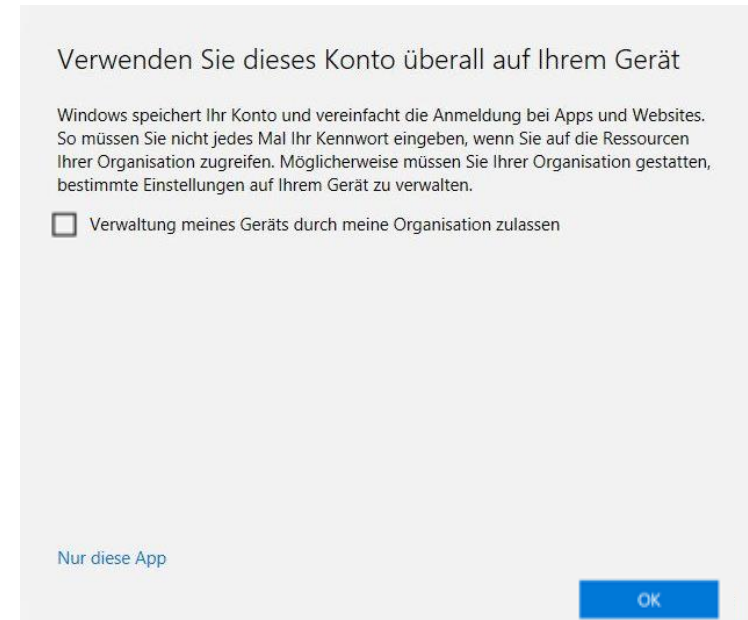 Verwenden Sie dieses Konto überall auf Ihrem Gerät
Windows speichert Ihr Konto und vereinfacht die Anmeldung bei Apps und Websites.
So müssen Sie nicht jedes Mal Ihr Kennwort eingeben, wenn Sie auf die Ressourcen
Ihrer Organisation zugreifen. Möglicherweise müssen Sie Ihrer Organisation gestatten,
bestimmte Einstellungen auf Ihrem Gerät zu verwalten.
Verwaltung meines Geräts durch meine Organisation zulassen
Nur diese App
OK